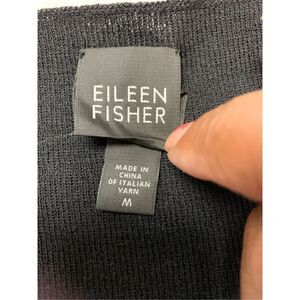 EILEEN
FISHER
MADE IN
CHINA
OF ITALIAN
YARN
M